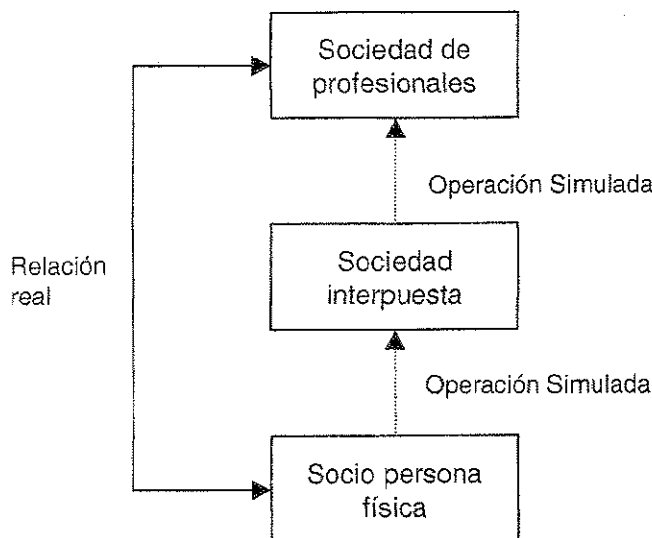 Sociedad de
profesionales
Operación Simulada
Relación
real
Sociedad
interpuesta
Operación Simulada
Socio persona
física